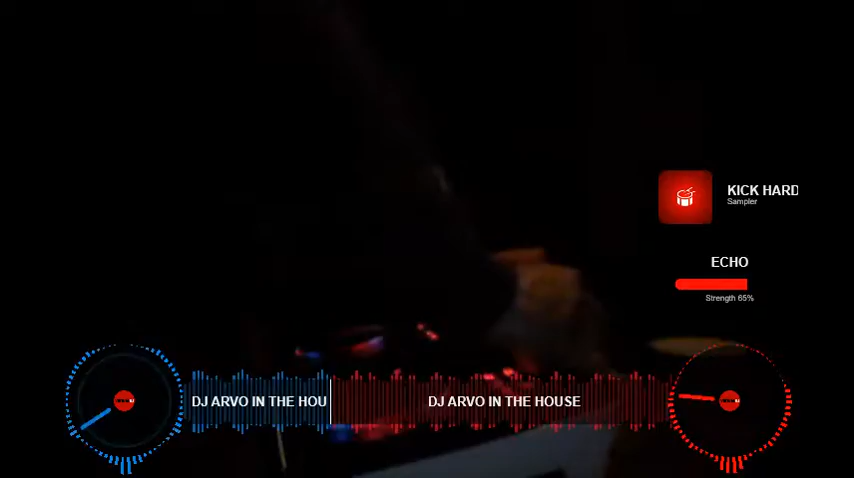 KICK HARD
Sampler
ECHO
Strength 65%
DJ ARVO IN THE HOU
DJ ARVO IN THE HOUSE